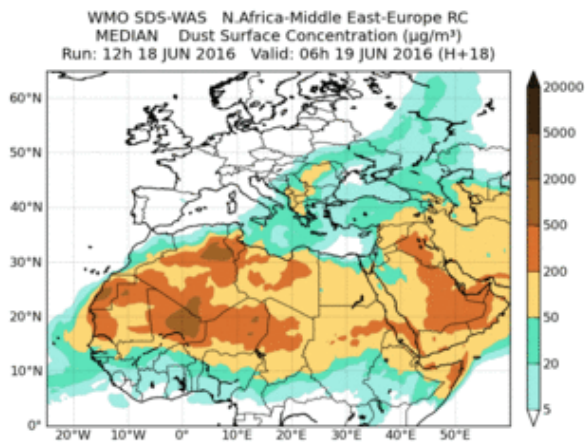 WMO SDS-WAS N.Africa-Middle East-Europe RC
MEDIAN Dust Surface Concentration (µg/m³)
Run: 12h 18 JUN 2016 Valid: 06h 19 JUN 2016 (H+18)
60°N
50°N
40°N
30°N
20°N
10°N
0°
20°W
10°W
0°
10°E
20°E
30°E
40°E
50°E
20000
5000
2000
500
200
50
20
5